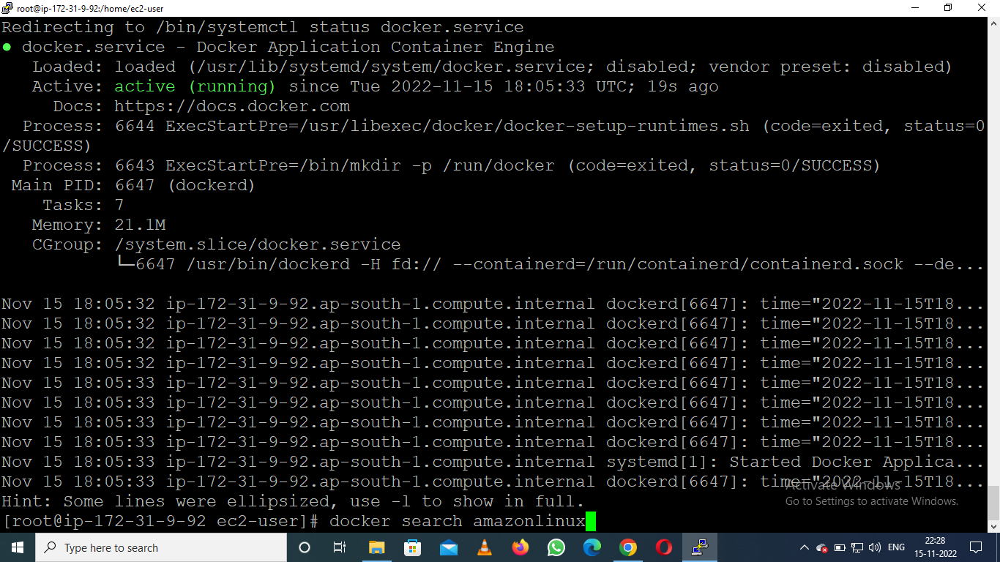 root@ip-172-31-9-92:/home/ec2-user
Redirecting to /bin/systemctl status docker.service
● docker.service - Docker Application Container Engine
   Loaded: loaded (/usr/lib/systemd/system/docker.service; disabled; vendor preset: disabled)
   Active: active (running) since Tue 2022-11-15 18:05:33 UTC; 19s ago
     Docs: https://docs.docker.com
  Process: 6644 ExecStartPre=/usr/libexec/docker/docker-setup-runtimes.sh (code=exited, status=0
/SUCCESS)
  Process: 6643 ExecStartPre=/bin/mkdir -p /run/docker (code=exited, status=0/SUCCESS)
 Main PID: 6647 (dockerd)
    Tasks: 7
   Memory: 21.1M
   CGroup: /system.slice/docker.service
           └─6647 /usr/bin/dockerd -H fd:// --containerd=/run/containerd/containerd.sock --de...
Nov 15 18:05:32 ip-172-31-9-92.ap-south-1.compute.internal dockerd[6647]: time="2022-11-15T18...
Nov 15 18:05:32 ip-172-31-9-92.ap-south-1.compute.internal dockerd[6647]: time="2022-11-15T18...
Nov 15 18:05:32 ip-172-31-9-92.ap-south-1.compute.internal dockerd[6647]: time="2022-11-15T18...
Nov 15 18:05:32 ip-172-31-9-92.ap-south-1.compute.internal dockerd[6647]: time="2022-11-15T18...
Nov 15 18:05:33 ip-172-31-9-92.ap-south-1.compute.internal dockerd[6647]: time="2022-11-15T18...
Nov 15 18:05:33 ip-172-31-9-92.ap-south-1.compute.internal dockerd[6647]: time="2022-11-15T18...
Nov 15 18:05:33 ip-172-31-9-92.ap-south-1.compute.internal dockerd[6647]: time="2022-11-15T18...
Nov 15 18:05:33 ip-172-31-9-92.ap-south-1.compute.internal dockerd[6647]: time="2022-11-15T18...
Nov 15 18:05:33 ip-172-31-9-92.ap-south-1.compute.internal systemd[1]: Started Docker Applica...
Nov 15 18:05:33 ip-172-31-9-92.ap-south-1.compute.internal dockerd[6647]: time="2022-11-15T18...
Activate Windows
Hint: Some lines were ellipsized, use -l to show in full.
Go to Settings to activate Windows.
[root@ip-172-31-9-92 ec2-user]# docker search amazonlinux
Type here to search
ENG
22:28
15-11-2022